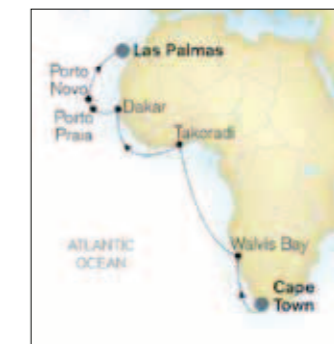 Las Palmas
Porto
Novo
Porto
Praia
Dakar
Takoradi
Walvis Bay
ATLANTIC
OCEAN
Cape
Town